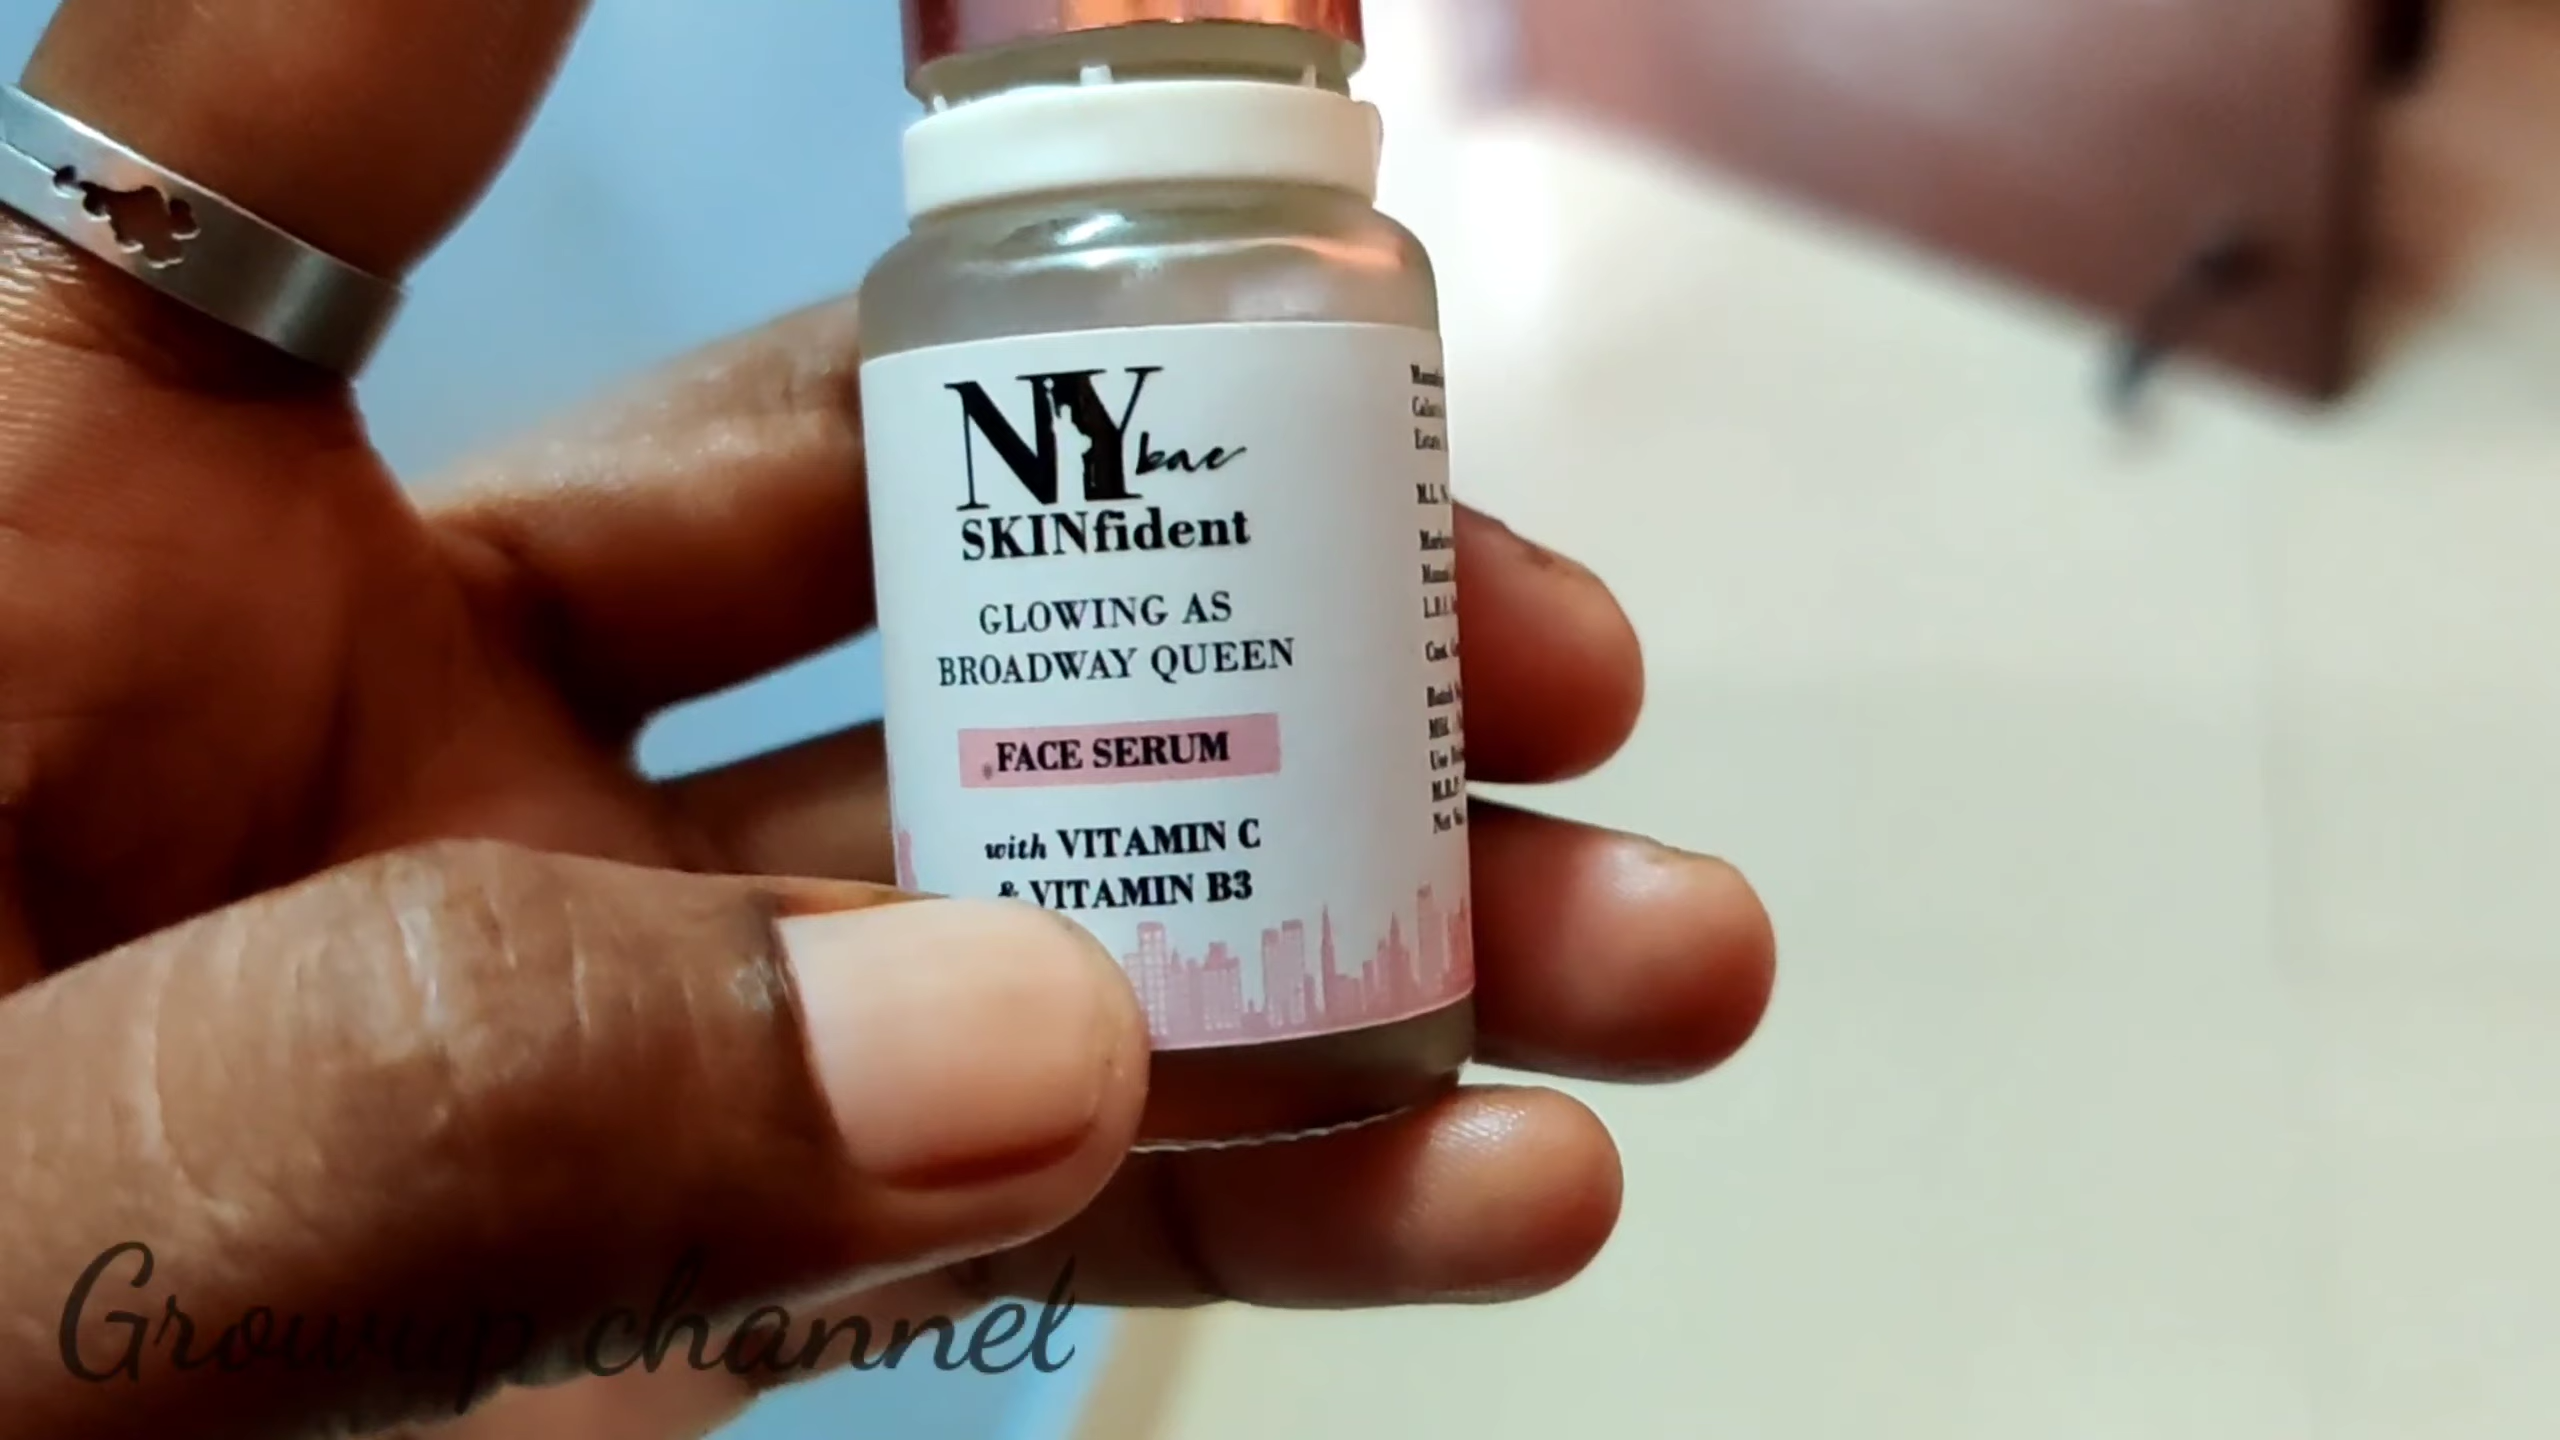 NY bae
SKINfident
GLOWING AS
BROADWAY QUEEN
FACE SERUM
with VITAMIN C
& VITAMIN B3
M.R.P.
Growup channel